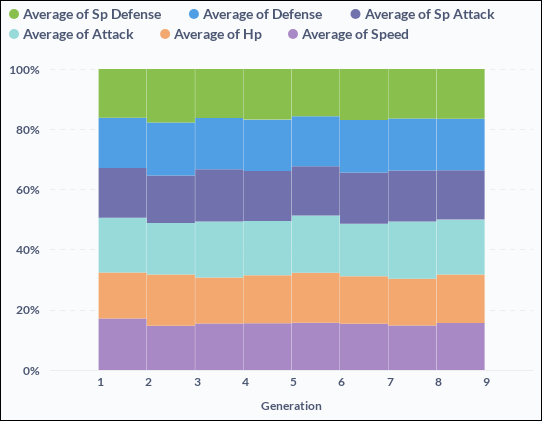 Average of Sp Defense Average of Defense Average of Sp Attack
Average of Attack Average of Hp Average of Speed
100%
80%
60%
40%
20%
0%
1 2 3 4 5 6 7 8 9
Generation